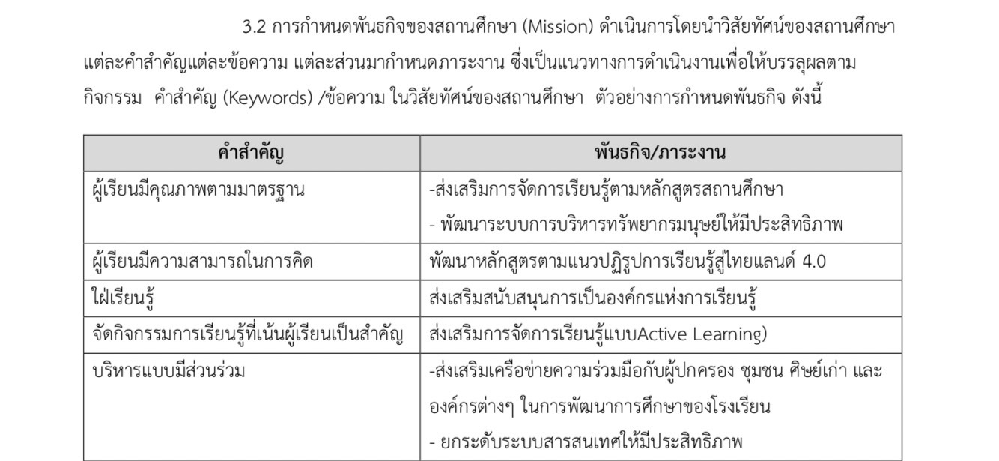 3.2 การกำหนดพันธกิจของสถานศึกษา (Mission) ดำเนินการโดยนำวิสัยทัศน์ของสถานศึกษา
แต่ละคำสำคัญแต่ละข้อความ แต่ละส่วนมากำหนดภาระงาน ซึ่งเป็นแนวทางการดำเนินงานเพื่อให้บรรลุผลตาม
กิจกรรม คำสำคัญ (Keywords) /ข้อความ ในวิสัยทัศน์ของสถานศึกษา ตัวอย่างการกำหนดพันธกิจ ดังนี้
คำสำคัญ พันธกิจ/ภาระงาน
ผู้เรียนมีคุณภาพตามมาตรฐาน -ส่งเสริมการจัดการเรียนรู้ตามหลักสูตรสถานศึกษา
- พัฒนาระบบการบริหารทรัพยากรมนุษย์ให้มีประสิทธิภาพ
ผู้เรียนมีความสามารถในการคิด พัฒนาหลักสูตรตามแนวปฏิรูปการเรียนรู้สู่ไทยแลนด์ 4.0
ใฝ่เรียนรู้ ส่งเสริมสนับสนุนการเป็นองค์กรแห่งการเรียนรู้
จัดกิจกรรมการเรียนรู้ที่เน้นผู้เรียนเป็นสำคัญ ส่งเสริมการจัดการเรียนรู้แบบActive Learning)
บริหารแบบมีส่วนร่วม -ส่งเสริมเครือข่ายความร่วมมือกับผู้ปกครอง ชุมชน ศิษย์เก่า และ
องค์กรต่างๆ ในการพัฒนาการศึกษาของโรงเรียน
- ยกระดับระบบสารสนเทศให้มีประสิทธิภาพ